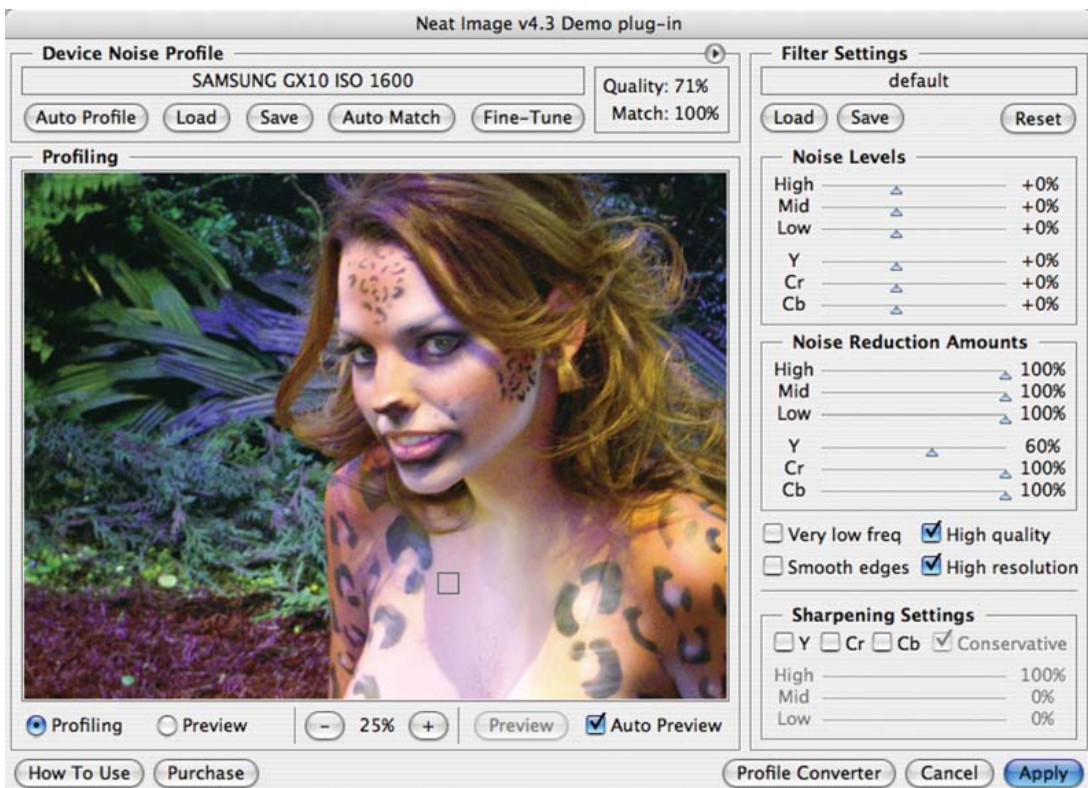 Neat Image v4.3 Demo plug-in
Device Noise Profile
SAMSUNG GX10 ISO 1600
Quality: 71%
Match: 100%
Auto Profile Load Save Auto Match Fine-Tune
Profiling
Profiling Preview - 25% + Preview Auto Preview
Filter Settings
default
Load Save Reset
Noise Levels
High +0%
Mid +0%
Low +0%
Y +0%
Cr +0%
Cb +0%
Noise Reduction Amounts
High 100%
Mid 100%
Low 100%
Y 60%
Cr 100%
Cb 100%
Very low freq High quality
Smooth edges High resolution
Sharpening Settings
Y Cr Cb Conservative
High 100%
Mid 0%
Low 0%
How To Use Purchase Profile Converter Cancel Apply